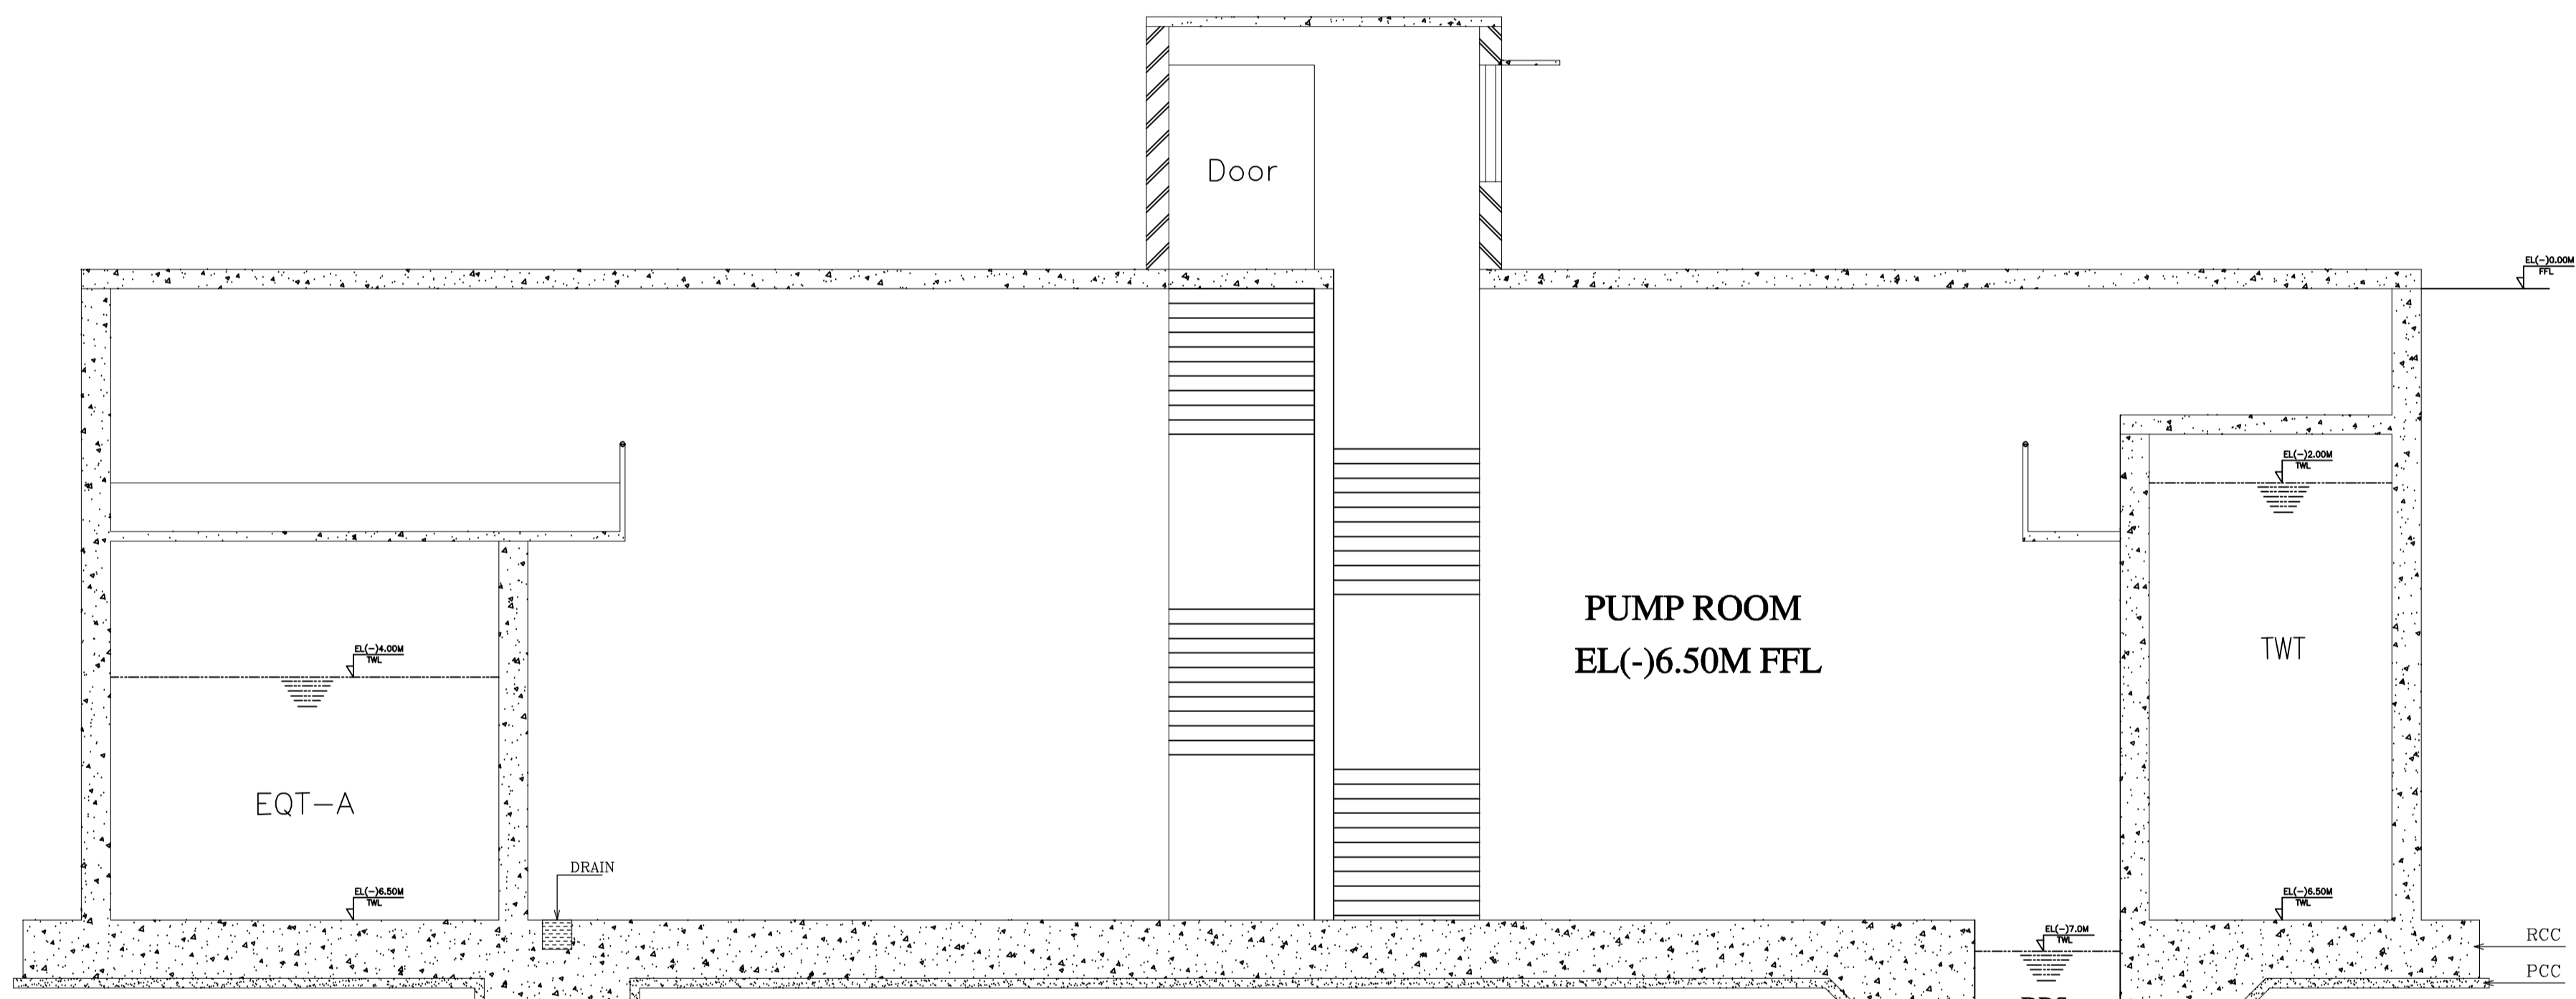 Door
EL(-)0.00M
FFL
EL(-)2.00M
TWL
PUMP ROOM
EL(-)6.50M FFL
TWT
EL(-)4.00M
TWL
EQT-A
DRAIN
EL(-)6.50M
TWL
EL(-)6.50M
TWL
EL(-)7.0M
TWL
RCC
PCC